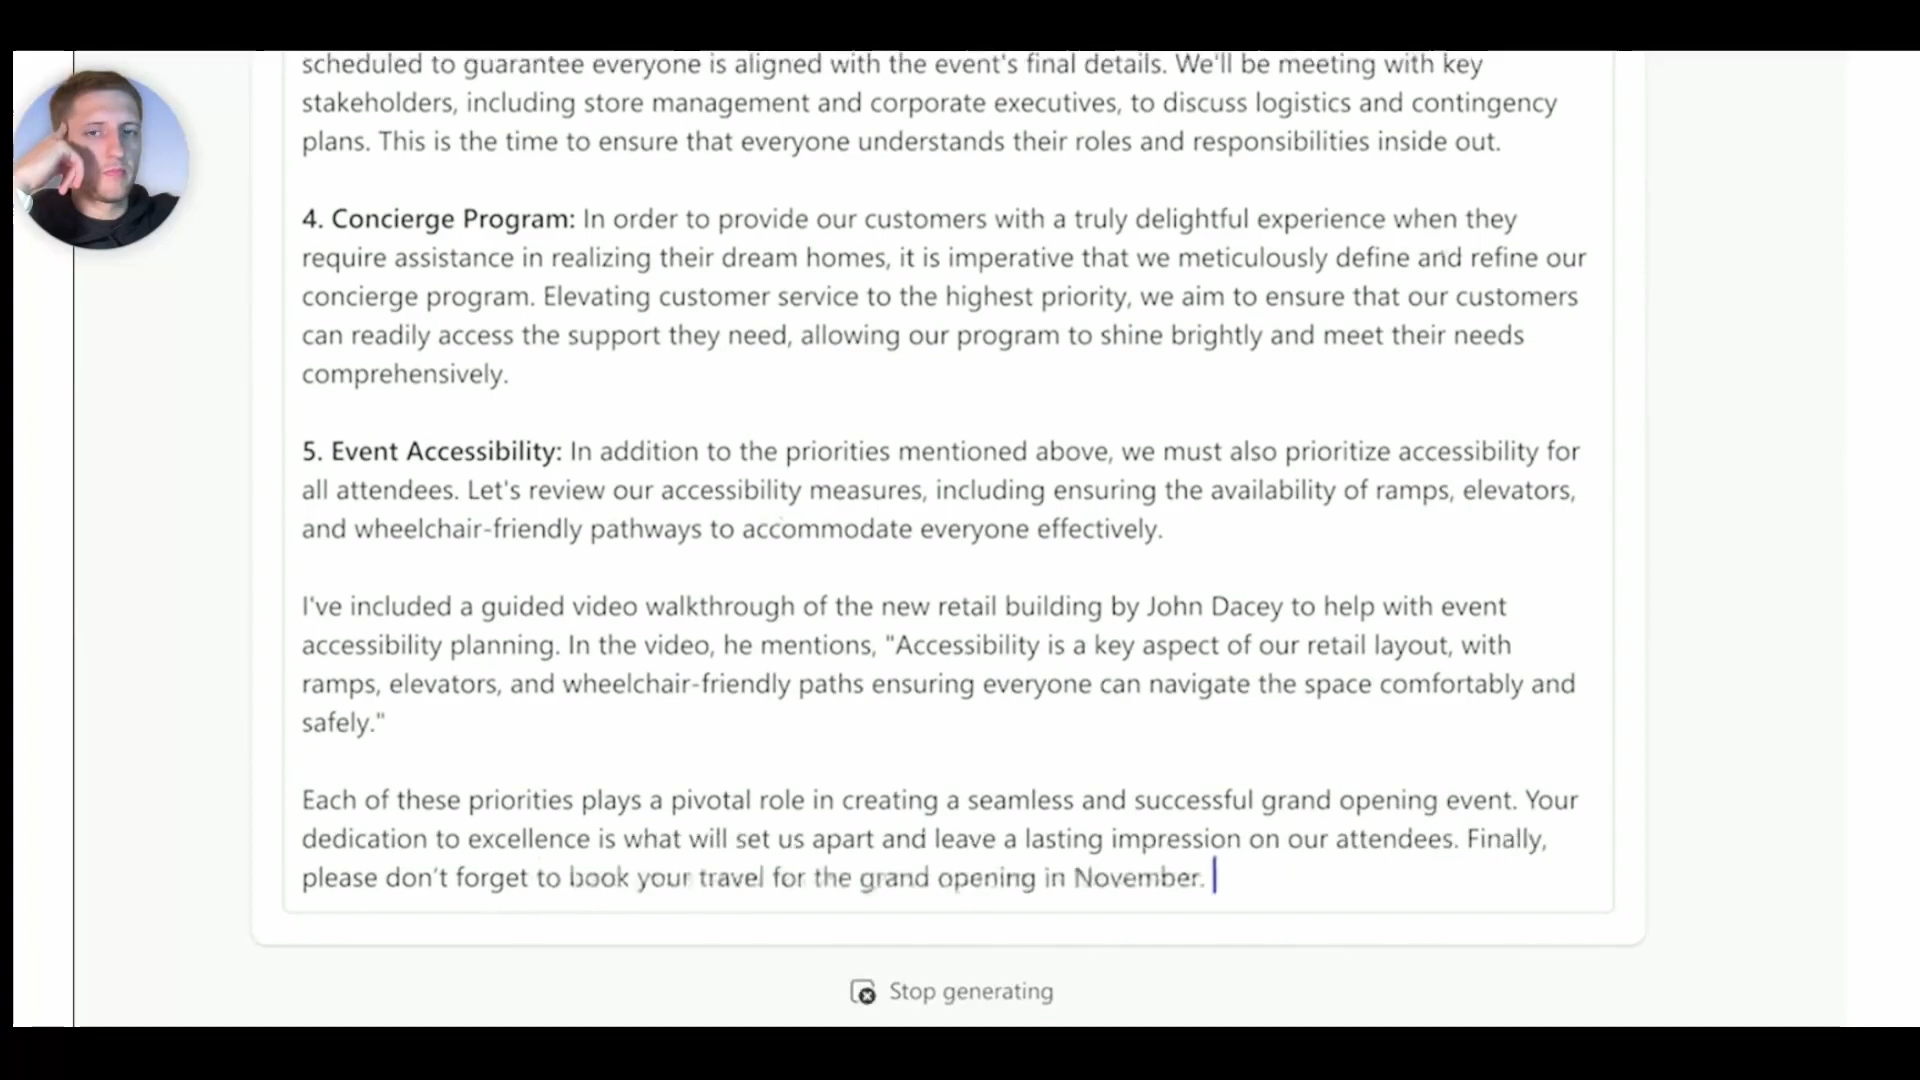 scheduled to guarantee everyone is aligned with the event's final details. We'll be meeting with key
stakeholders, including store management and corporate executives, to discuss logistics and contingency
plans. This is the time to ensure that everyone understands their roles and responsibilities inside out.
4. Concierge Program: In order to provide our customers with a truly delightful experience when they
require assistance in realizing their dream homes, it is imperative that we meticulously define and refine our
concierge program. Elevating customer service to the highest priority, we aim to ensure that our customers
can readily access the support they need, allowing our program to shine brightly and meet their needs
comprehensively.
5. Event Accessibility: In addition to the priorities mentioned above, we must also prioritize accessibility for
all attendees. Let's review our accessibility measures, including ensuring the availability of ramps, elevators,
and wheelchair-friendly pathways to accommodate everyone effectively.
I've included a guided video walkthrough of the new retail building by John Dacey to help with event
accessibility planning. In the video, he mentions, "Accessibility is a key aspect of our retail layout, with
ramps, elevators, and wheelchair-friendly paths ensuring everyone can navigate the space comfortably and
safely."
Each of these priorities plays a pivotal role in creating a seamless and successful grand opening event. Your
dedication to excellence is what will set us apart and leave a lasting impression on our attendees. Finally,
please don't forget to book your travel for the grand opening in November.
Stop generating